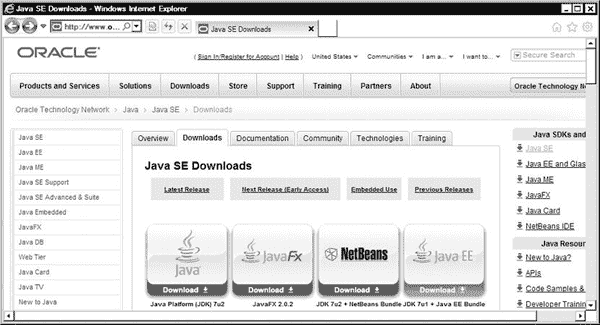 Java SE Downloads - Windows Internet Explorer
http://www.o...
Java SE Downloads
ORACLE
( Sign In/Register for Account | Help ) United States Communities I am a... I want to... Secure Search
Products and Services Solutions Downloads Store Support Training Partners About Oracle Technology Ne
Oracle Technology Network > Java > Java SE > Downloads
Java SE
Java EE
Java ME
Java SE Support
Java SE Advanced & Suite
Java Embedded
JavaFX
Java DB
Web Tier
Java Card
Java TV
New to Java
Overview Downloads Documentation Community Technologies Training
Java SE Downloads
Latest Release Next Release (Early Access) Embedded Use Previous Releases
Java JavaFX NetBeans Java EE
Download Download Download Download
Java Platform (JDK) 7u2 JavaFX 2.0.2 JDK 7u2 + NetBeans Bundle JDK 7u1 + Java EE Bundle
Java SDKs and
Java SE
Java EE and Glas
Java ME
JavaFX
Java Card
NetBeans IDE
Java Resour
New to Java?
APIs
Code Samples &
Developer Training